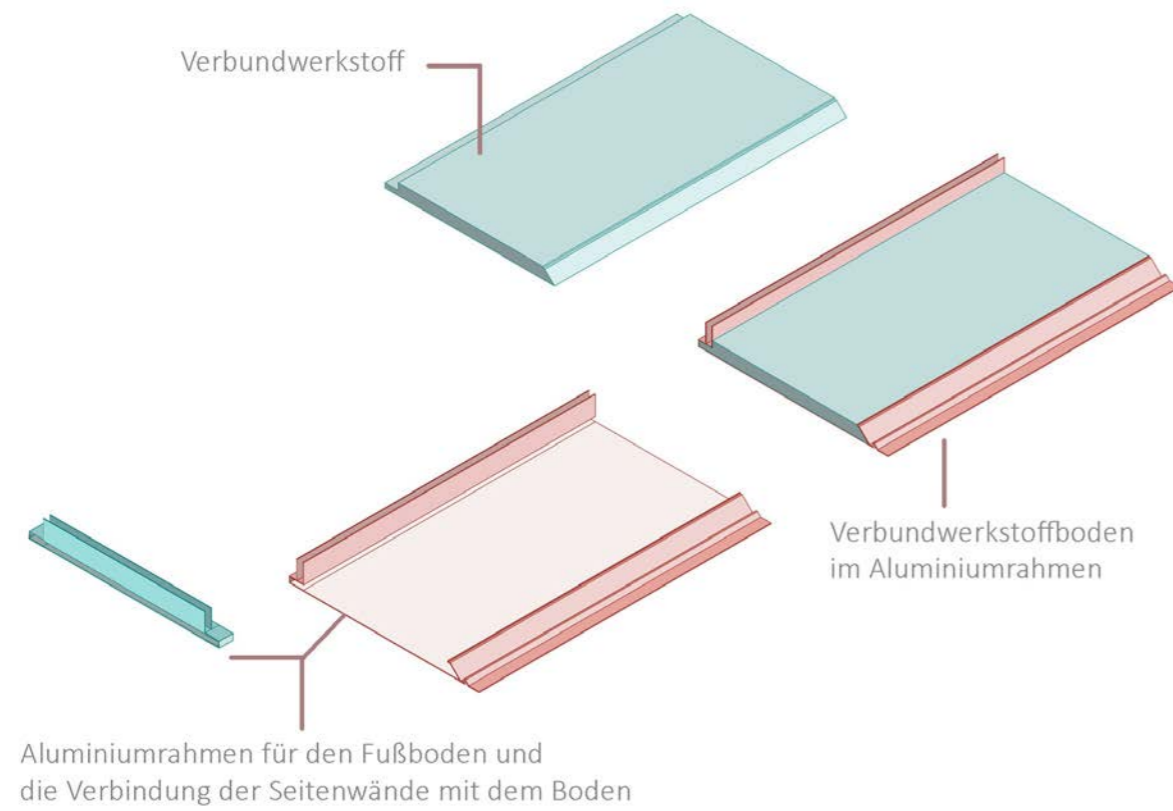 Verbundwerkstoff
Verbundwerkstoffboden
im Aluminiumrahmen
Aluminiumrahmen für den Fußboden und
die Verbindung der Seitenwände mit dem Boden